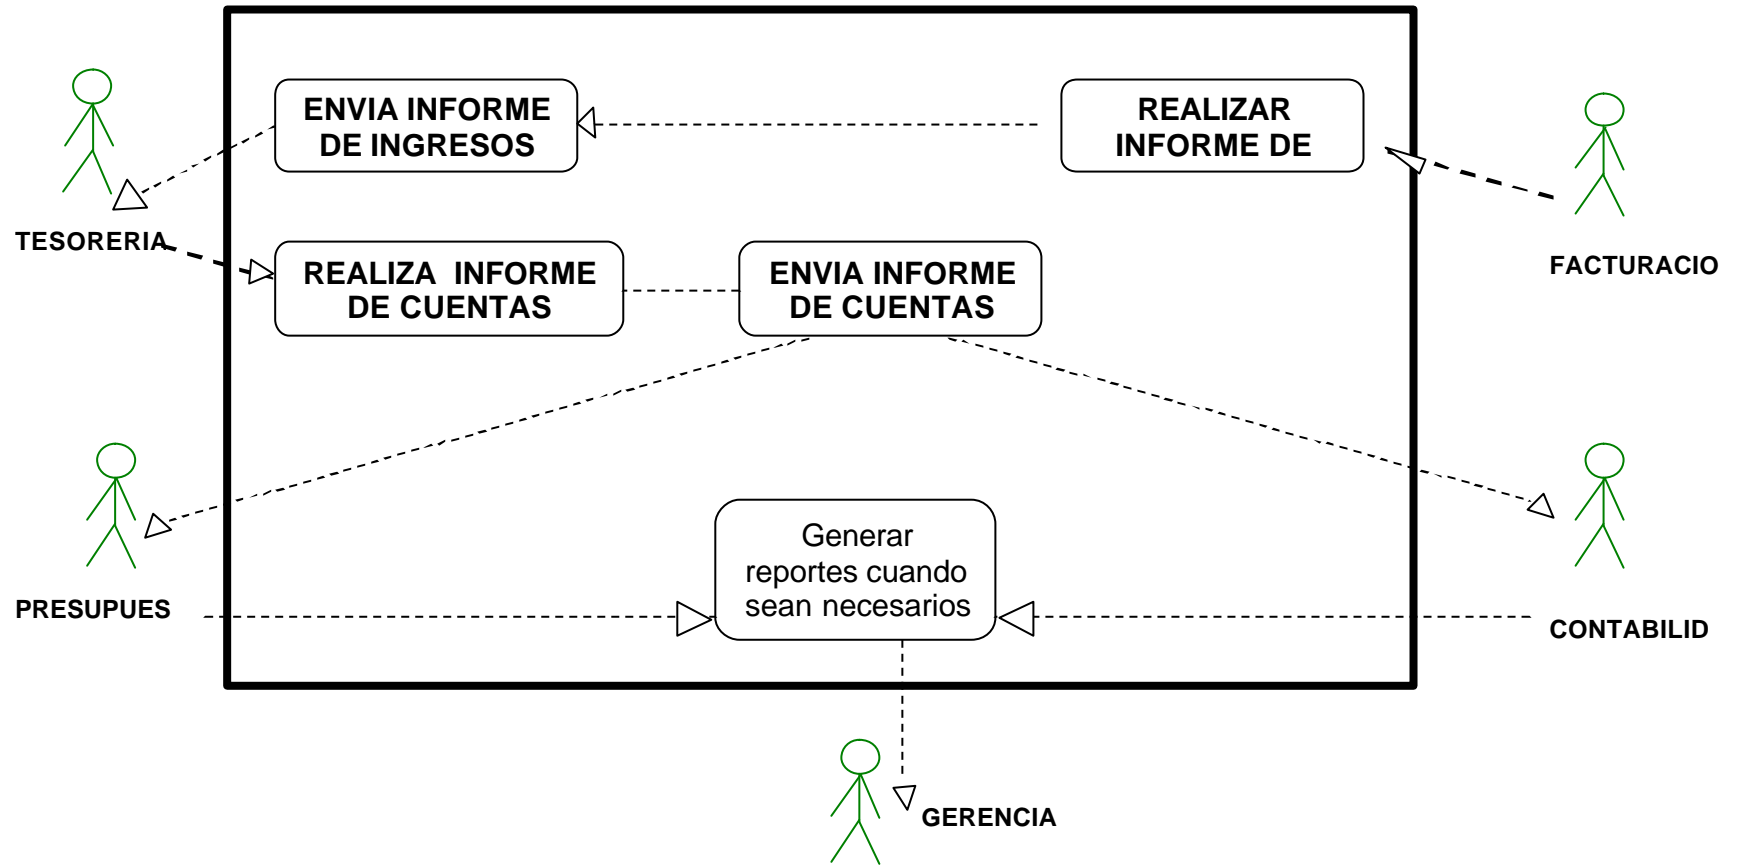 ENVIA INFORME
DE INGRESOS
REALIZAR
INFORME DE
TESORERIA
FACTURACIO
REALIZA INFORME
DE CUENTAS
ENVIA INFORME
DE CUENTAS
Generar
reportes cuando
sean necesarios
PRESUPUES
CONTABILID
GERENCIA